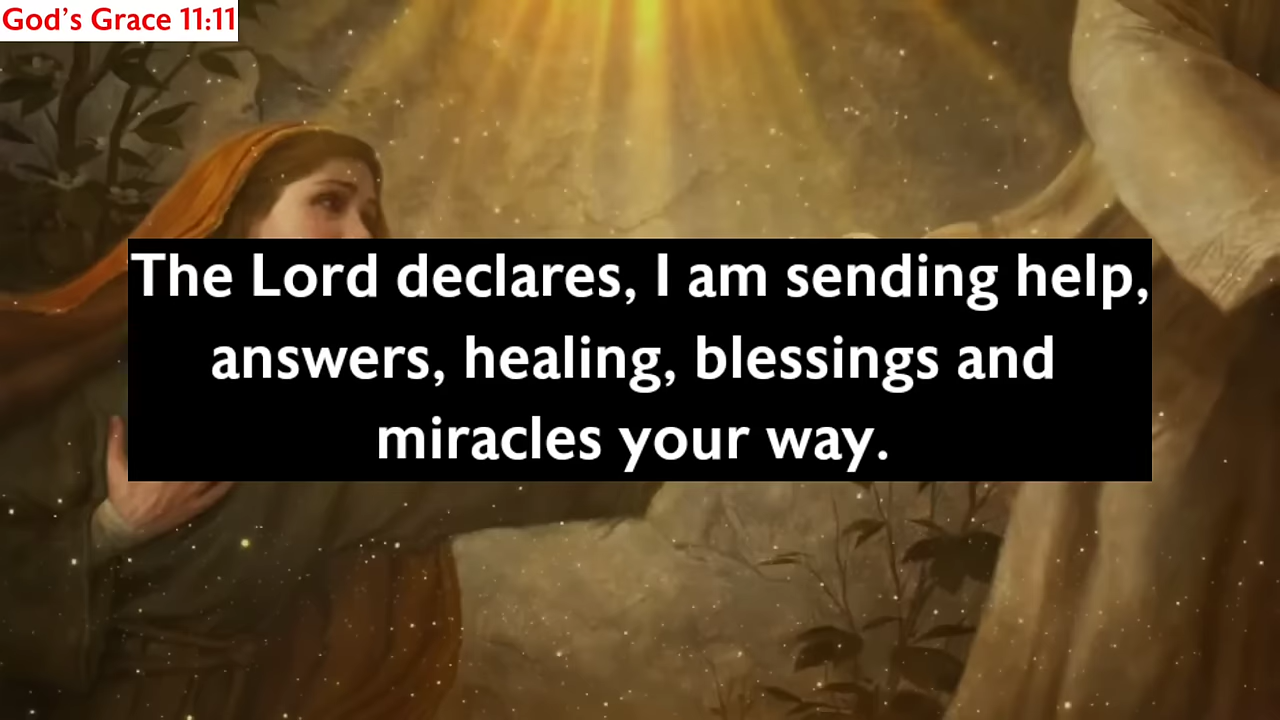 God's Grace 11:11
The Lord declares, I am sending help,
answers, healing, blessings and
miracles your way.